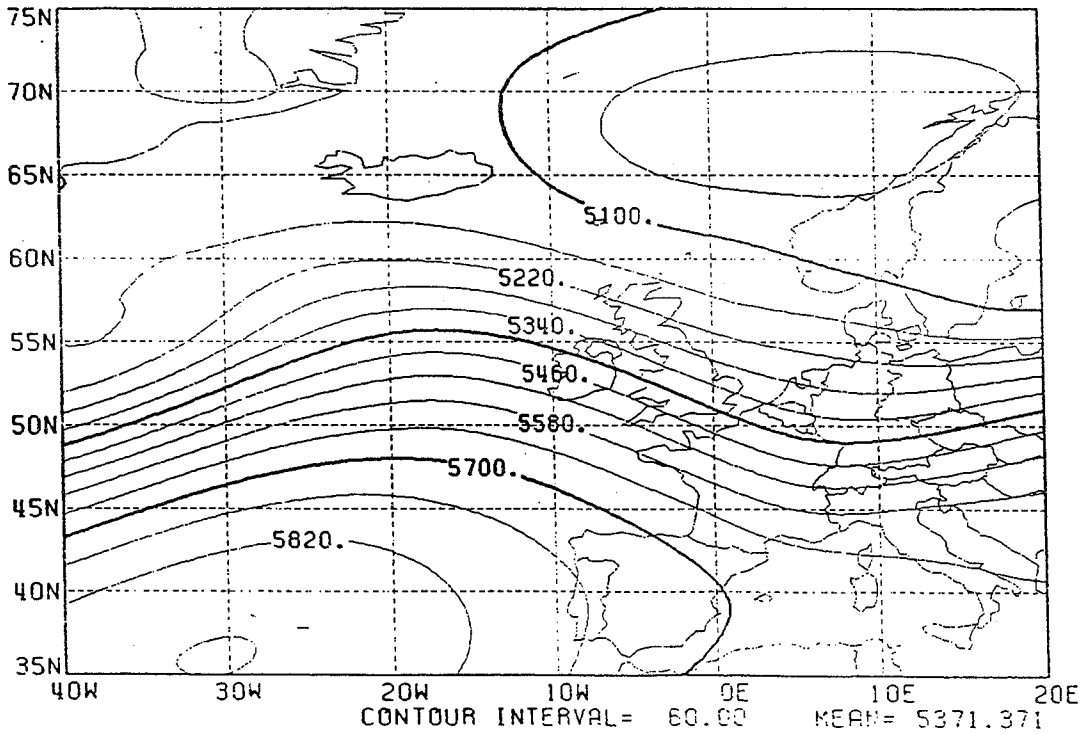 75N
70N
65N
5100.
60N
5220.
5340.
55N
5460.
50N
5580.
5700.
45N
5820.
40N
35N
40W 30W 20W 10W 0E 10E 20E
CONTOUR INTERVAL= 60.00 MEAN= 5371.371